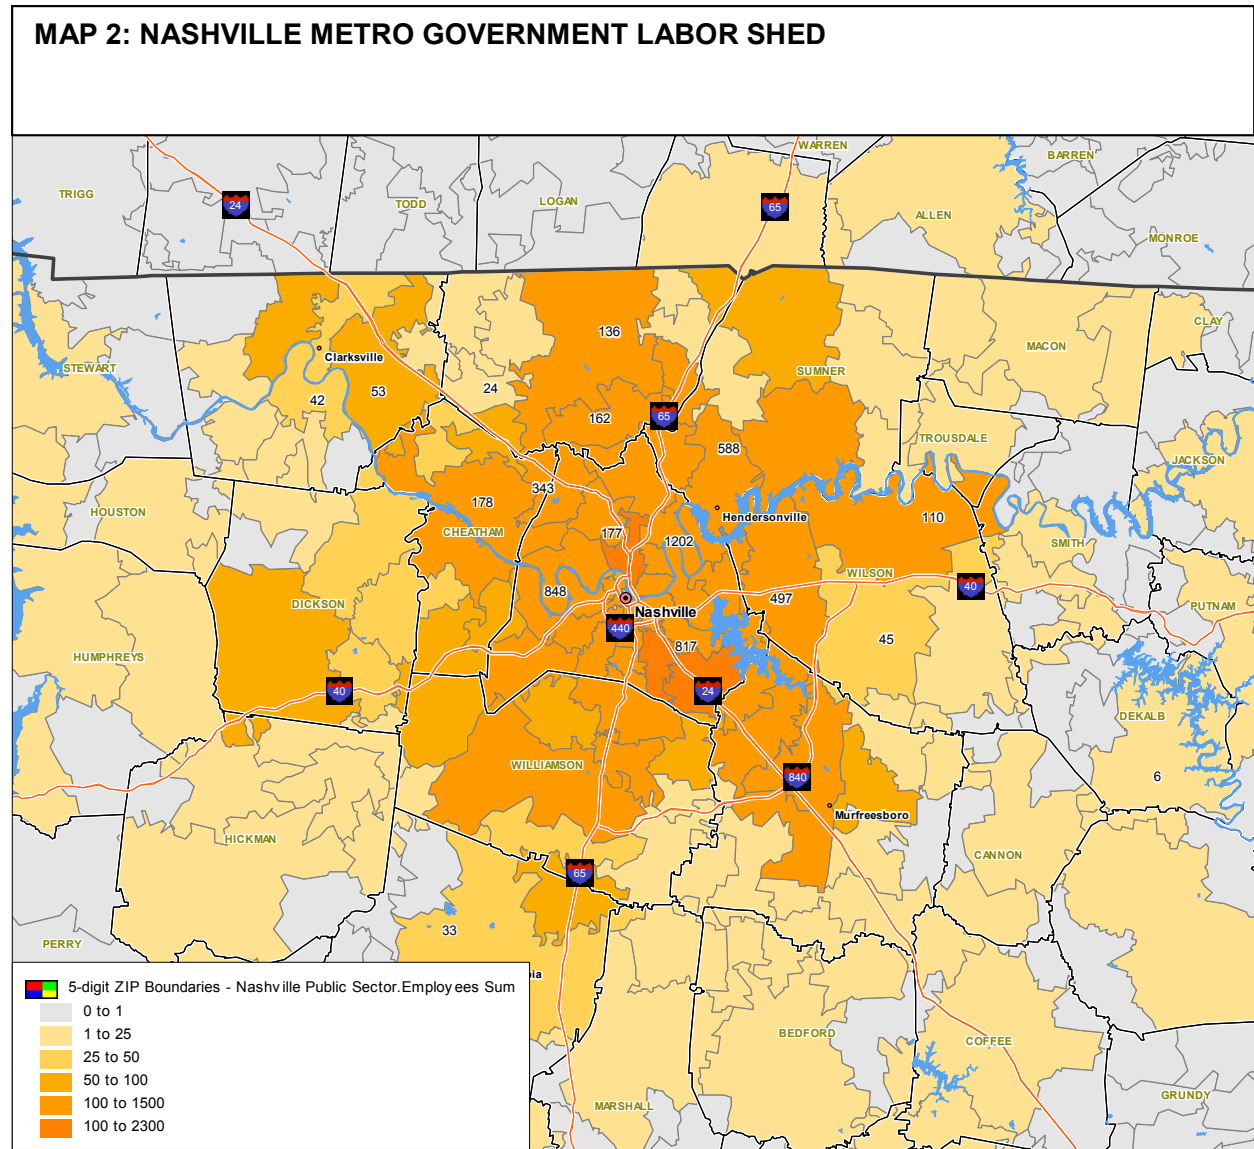 MAP 2: NASHVILLE METRO GOVERNMENT LABOR SHED
WARREN
BARREN
TRIGG
24
TODD
LOGAN
65
ALLEN
MONROE
136
CLAY
Clarksville
MACON
STEWART
53
24
SUMNER
42
162
65
TROUSDALE
588
JACKSON
343
178
HOUSTON
Hendersonville
110
CHEATHAM
177
1202
SMITH
WILSON
40
848
497
DICKSON
Nashville
PUTNAM
440
45
817
HUMPHREYS
40
24
DEKALB
WILLIAMSON
840
6
Murfreesboro
HICKMAN
CANNON
65
33
PERRY
bia
5-digit ZIP Boundaries - Nashville Public Sector.Employees Sum
0 to 1
1 to 25
25 to 50
50 to 100
100 to 1500
100 to 2300
BEDFORD
COFFEE
MARSHALL
GRUNDY